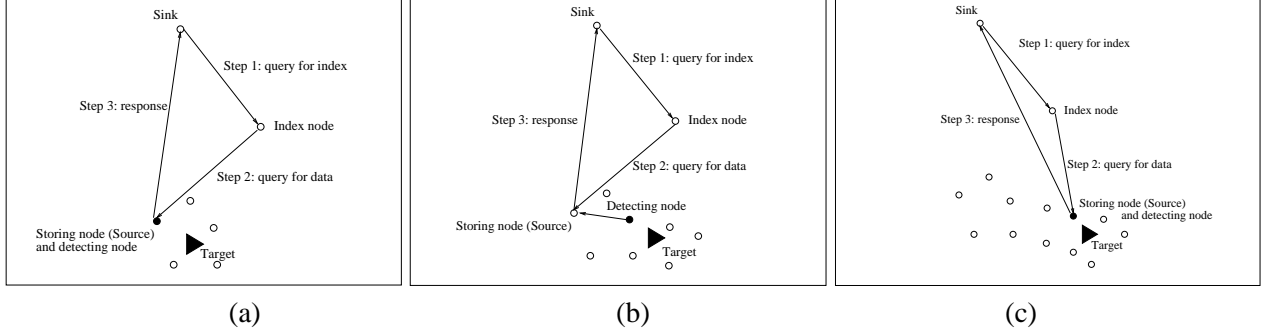 Sink
Step 1: query for index
Step 3: response
Index node
Step 2: query for data
Storing node (Source)
and detecting node
Target
(a)
Sink
Step 1: query for index
Step 3: response
Index node
Step 2: query for data
Detecting node
Storing node (Source)
Target
(b)
Sink
Step 1: query for index
Index node
Step 3: response
Step 2: query for data
Storing node (Source)
and detecting node
Target
(c)